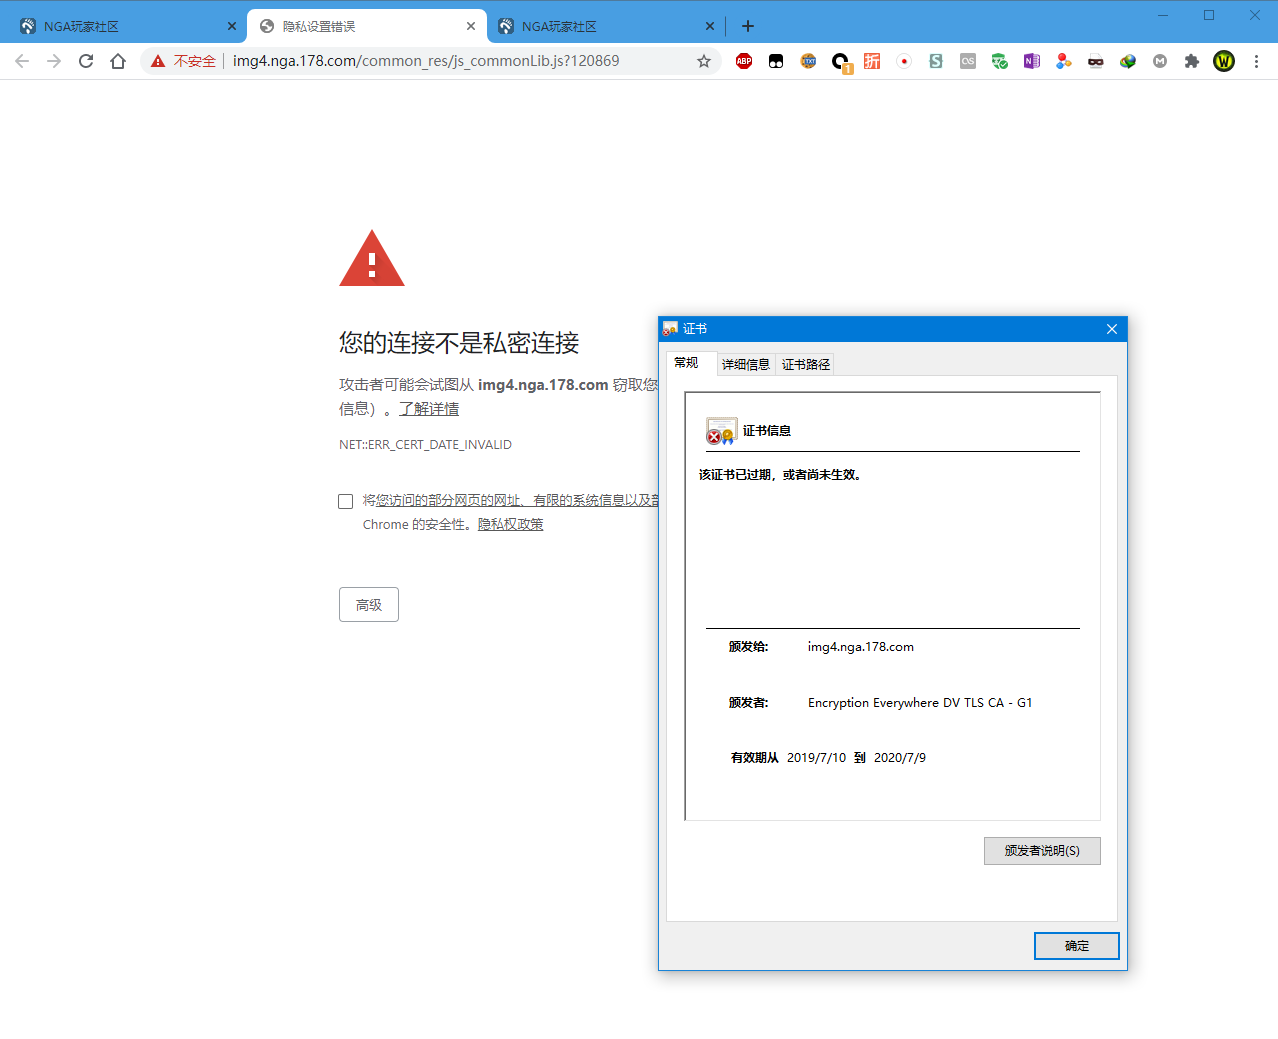 NGA玩家社区
隐私设置错误
NGA玩家社区
不安全
img4.nga.178.com/common_res/js_commonLib.js?120869
ABP
TXT
1
折
S
OS
N
M
W
您的连接不是私密连接
攻击者可能会试图从 img4.nga.178.com 窃取您
信息）。了解详情
NET::ERR_CERT_DATE_INVALID
将您访问的部分网页的网址、有限的系统信息以及部
Chrome 的安全性。隐私权政策
高级
证书
常规 详细信息 证书路径
证书信息
该证书已过期，或者尚未生效。
颁发给: img4.nga.178.com
颁发者: Encryption Everywhere DV TLS CA - G1
有效期从 2019/7/10 到 2020/7/9
颁发者说明(S)
确定